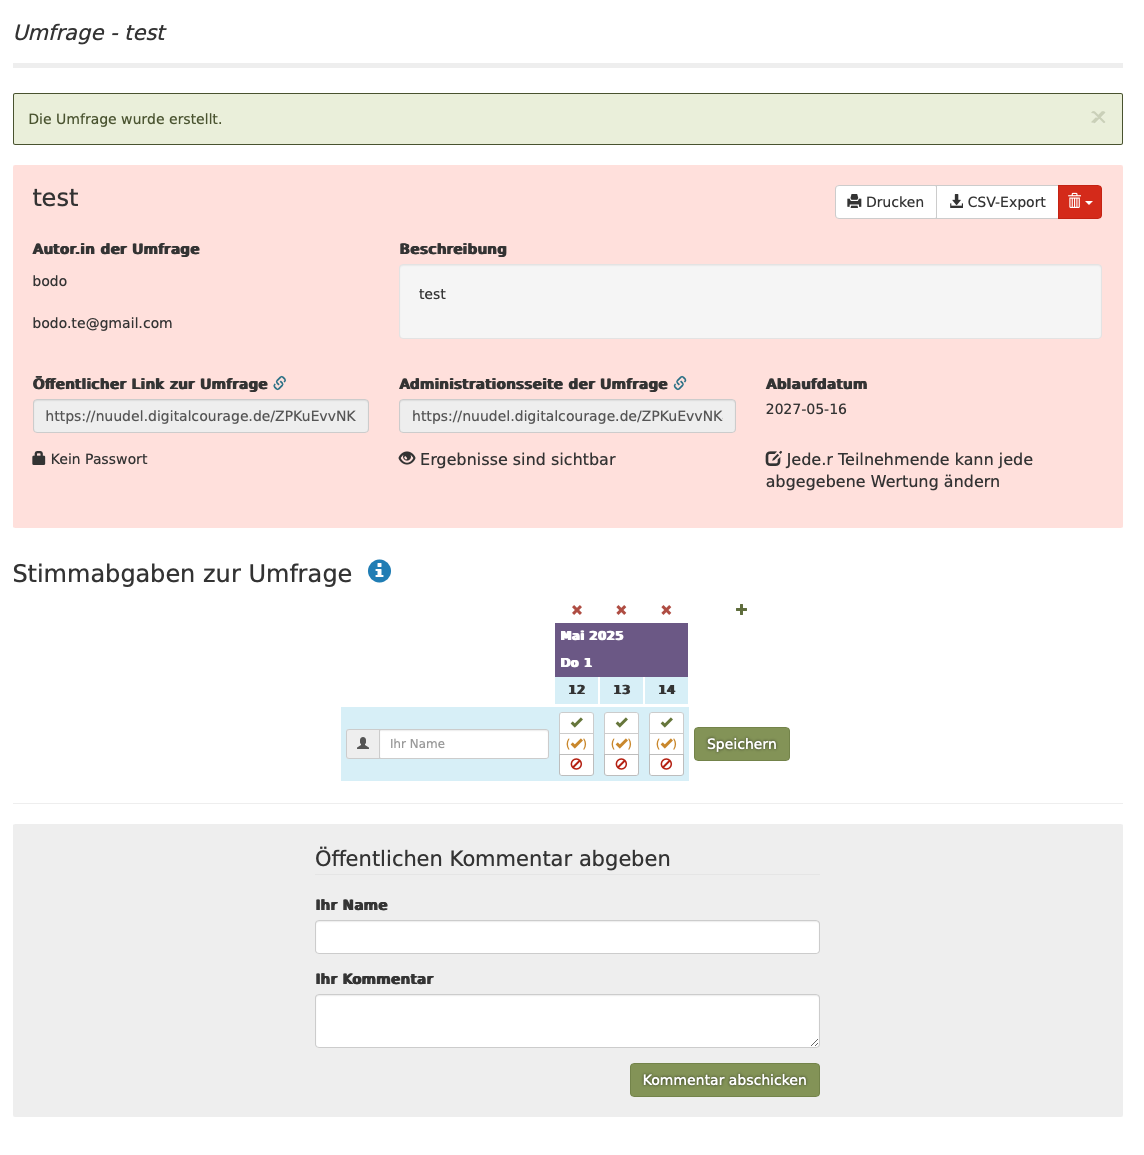 Umfrage - test
Die Umfrage wurde erstellt.
×
test
Drucken
CSV-Export
Autor.in der Umfrage
bodo
bodo.te@gmail.com
Beschreibung
test
Öffentlicher Link zur Umfrage
https://nuudel.digitalcourage.de/ZPKuEvvNK
Kein Passwort
Administrationsseite der Umfrage
https://nuudel.digitalcourage.de/ZPKuEvvNK
Ergebnisse sind sichtbar
Ablaufdatum
2027-05-16
Jede.r Teilnehmende kann jede
abgegebene Wertung ändern
Stimmabgaben zur Umfrage
Mai 2025
Do 1
12 13 14
Ihr Name
Speichern
Öffentlichen Kommentar abgeben
Ihr Name
Ihr Kommentar
Kommentar abschicken